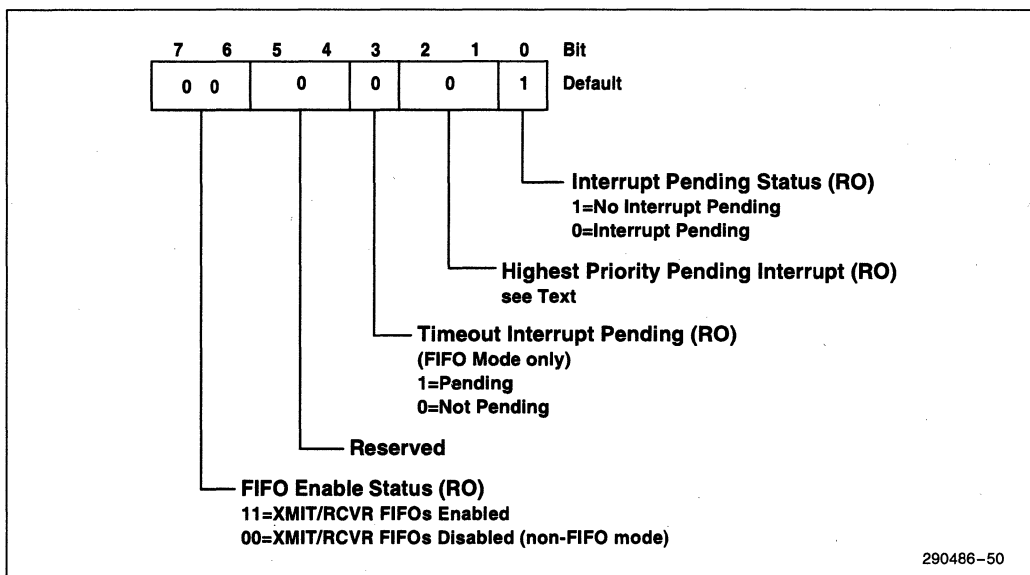 7 6 5 4 3 2 1 0 Bit
0 0 0 0 0 1 Default
Interrupt Pending Status (RO)
1=No Interrupt Pending
0=Interrupt Pending
Highest Priority Pending Interrupt (RO)
see Text
Timeout Interrupt Pending (RO)
(FIFO Mode only)
1=Pending
0=Not Pending
Reserved
FIFO Enable Status (RO)
11=XMIT/RCVR FIFOs Enabled
00=XMIT/RCVR FIFOs Disabled (non-FIFO mode)
290486-50